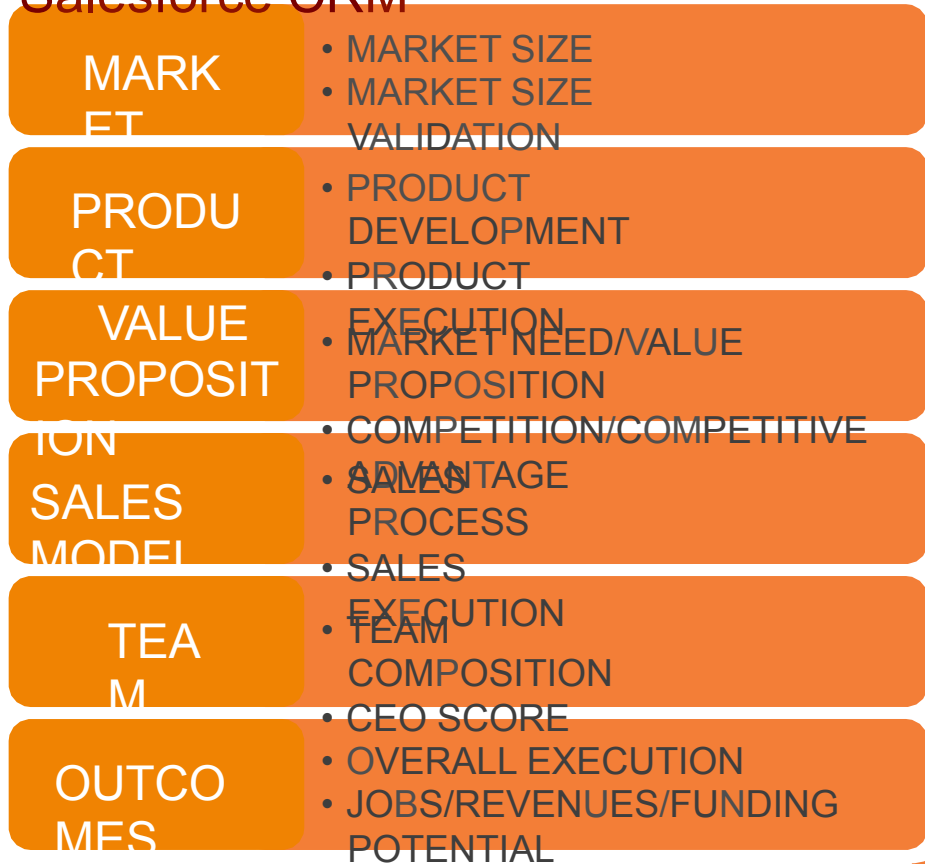 Salesforce CRM
MARK
ET
• MARKET SIZE
• MARKET SIZE
VALIDATION
PRODU
CT
• PRODUCT
DEVELOPMENT
• PRODUCT
EXECUTION
VALUE
PROPOSIT
ION
• MARKET NEED/VALUE
PROPOSITION
• COMPETITION/COMPETITIVE
ADVANTAGE
SALES
MODEL
• SALES
PROCESS
• SALES
EXECUTION
TEA
M
• TEAM
COMPOSITION
• CEO SCORE
OUTCO
MES
• OVERALL EXECUTION
• JOBS/REVENUES/FUNDING
POTENTIAL